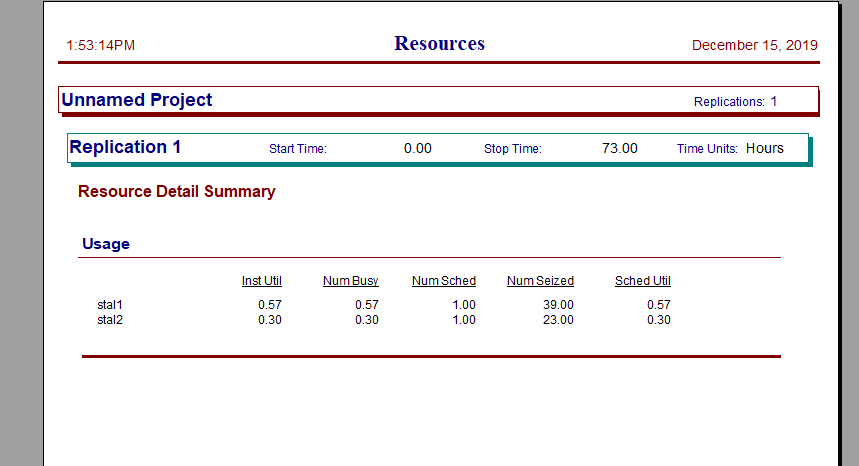 1:53:14PM Resources December 15, 2019
Unnamed Project Replications: 1
Replication 1 Start Time: 0.00 Stop Time: 73.00 Time Units: Hours
Resource Detail Summary
Usage
Inst Util Num Busy Num Sched Num Seized Sched Util
stal1 0.57 0.57 1.00 39.00 0.57
stal2 0.30 0.30 1.00 23.00 0.30